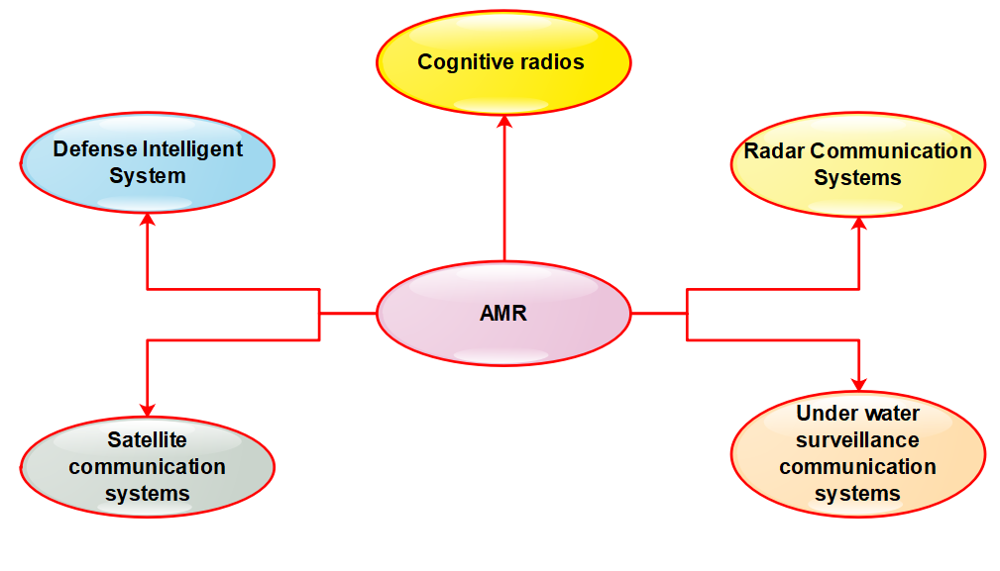 Cognitive radios
Defense Intelligent
System
Radar Communication
Systems
AMR
Satellite
communication
systems
Under water
surveillance
communication
systems